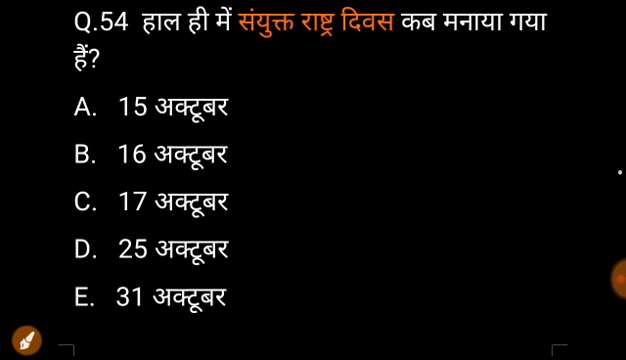 Q.54 हाल ही में संयुक्त राष्ट्र दिवस कब मनाया गया
हैं?
A. 15 अक्टूबर
B. 16 अक्टूबर
C. 17 अक्टूबर
D. 25 अक्टूबर
E. 31 अक्टूबर